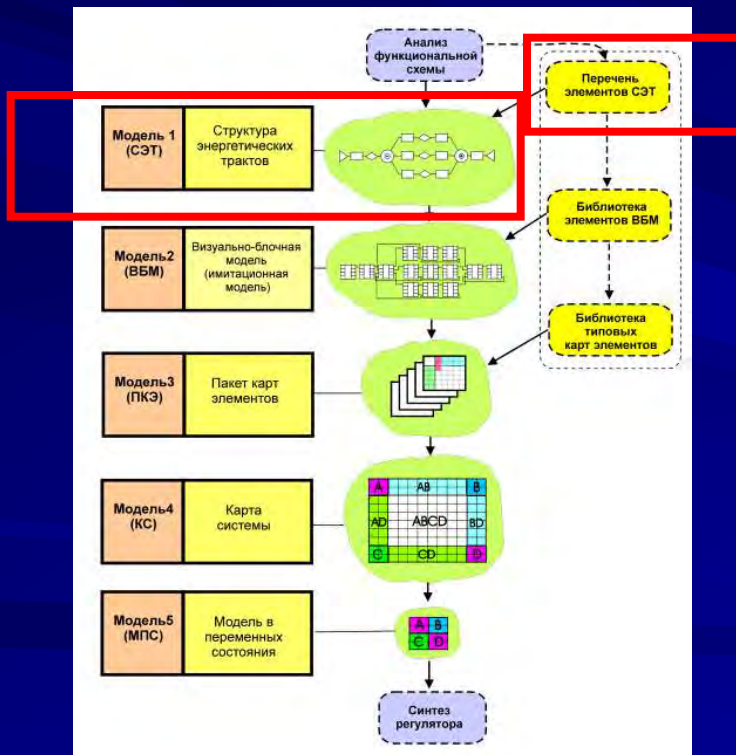 Анализ
функциональной
схемы
Перечень
элементов СЭТ
Модель 1
(СЭТ)
Структура
энергетических
трактов
Библиотека
элементов ВБМ
Модель2
(ВБМ)
Визуально-блочная
модель
(имитационная
модель)
Библиотека
типовых
карт элементов
Модель3
(ПКЭ)
Пакет карт
элементов
Модель4
(КС)
Карта
системы
A AB B
AD ABCD BD
C CD D
Модель5
(МПС)
Модель в
переменных
состояния
A B
C D
Синтез
регулятора